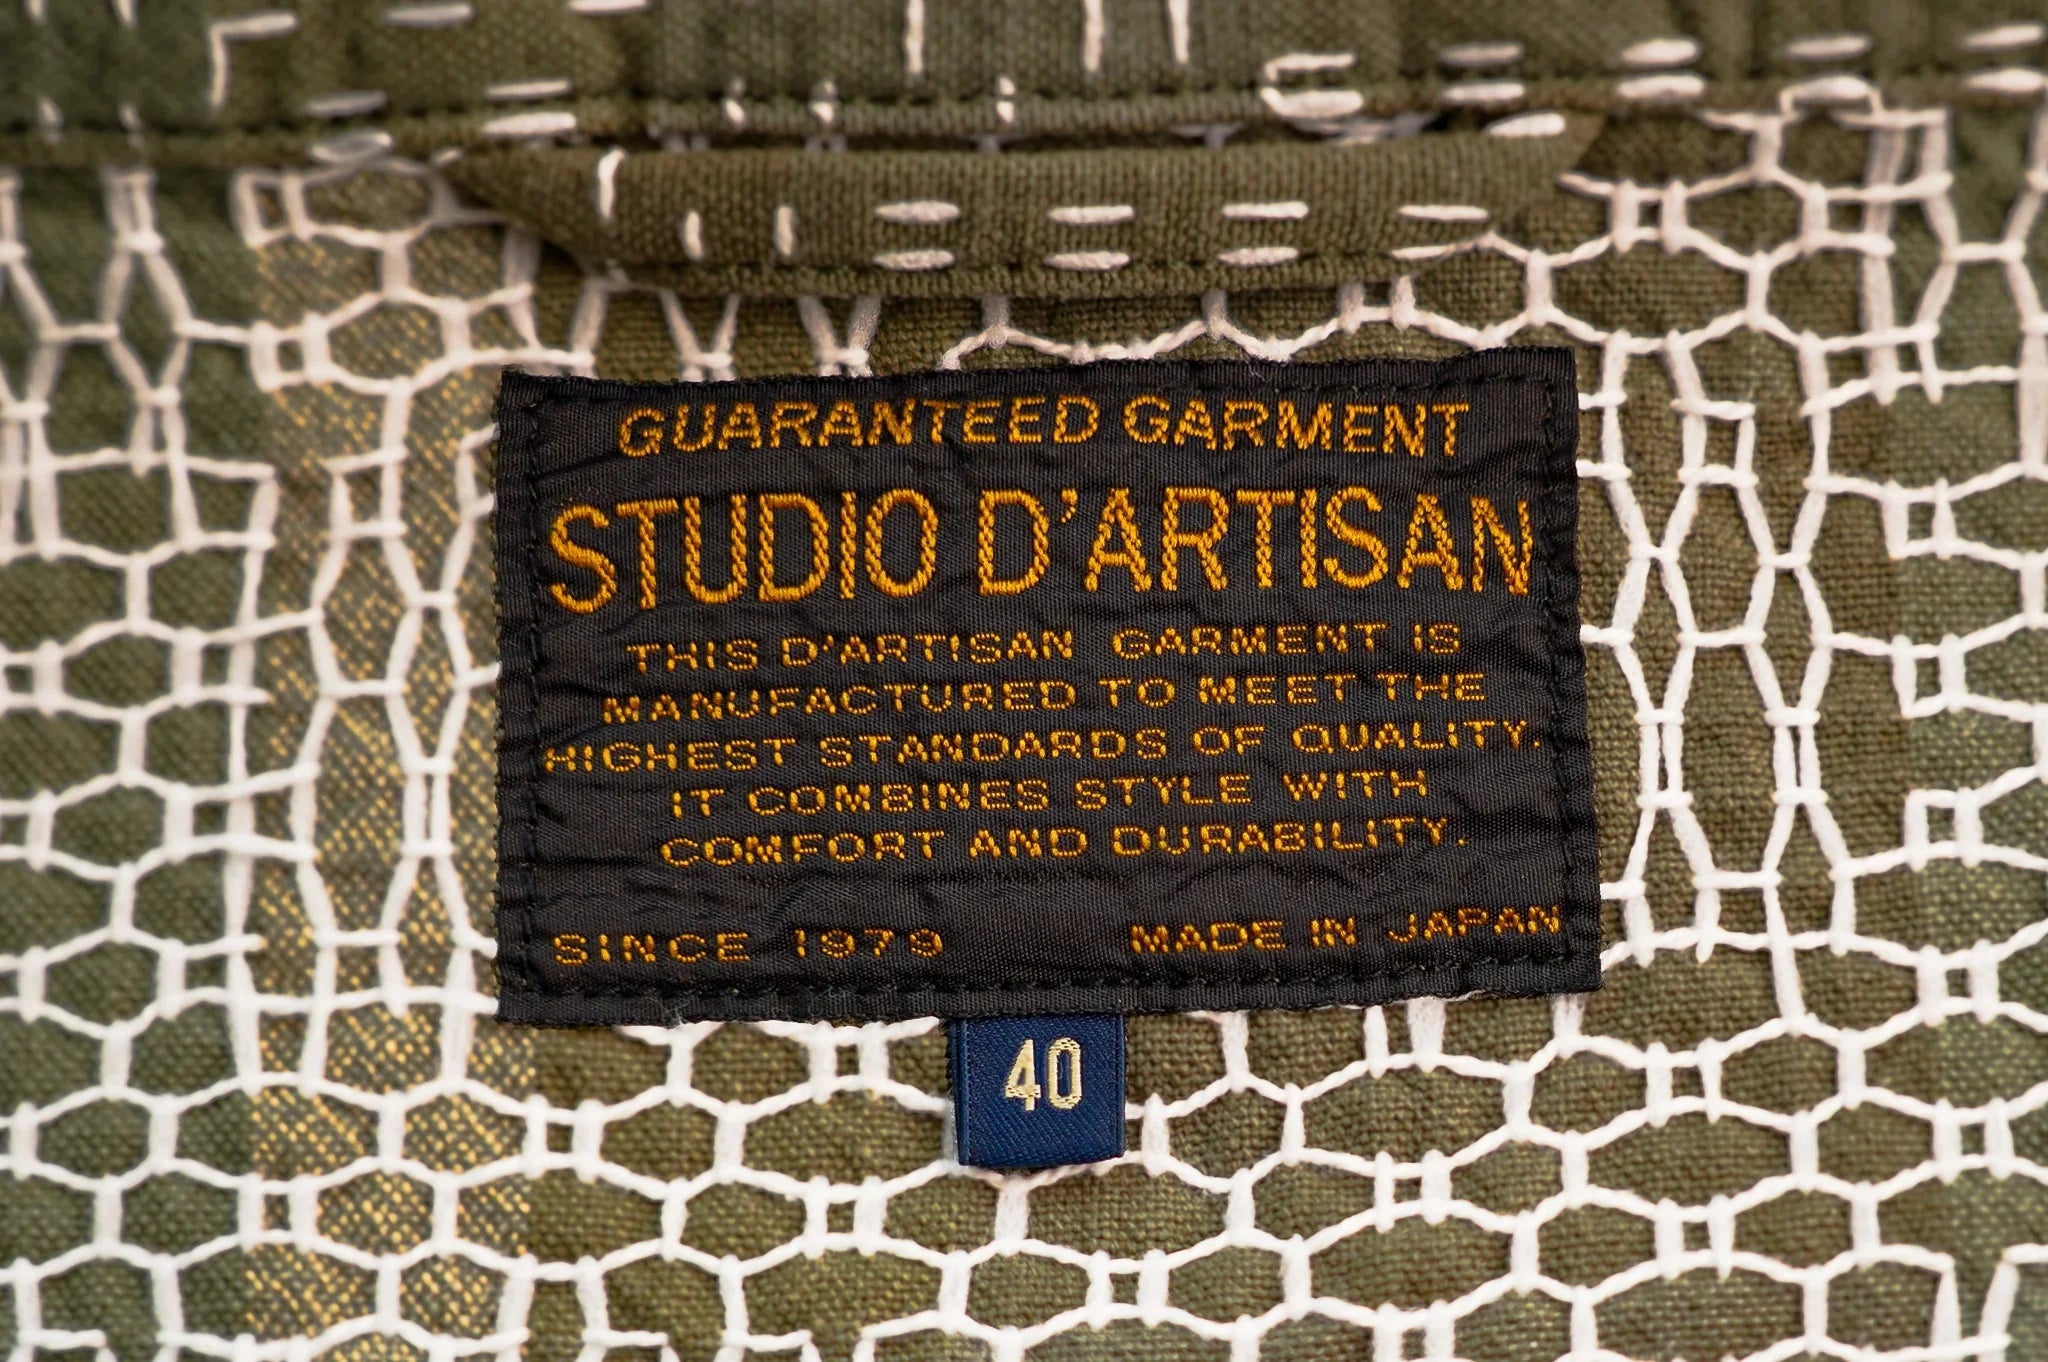 GUARANTEED GARMENT
STUDIO D'ARTISAN
THIS D'ARTISAN GARMENT IS
MANUFACTURED TO MEET THE
HIGHEST STANDARDS OF QUALITY.
IT COMBINES STYLE WITH
COMFORT AND DURABILITY.
SINCE 1979 MADE IN JAPAN
40